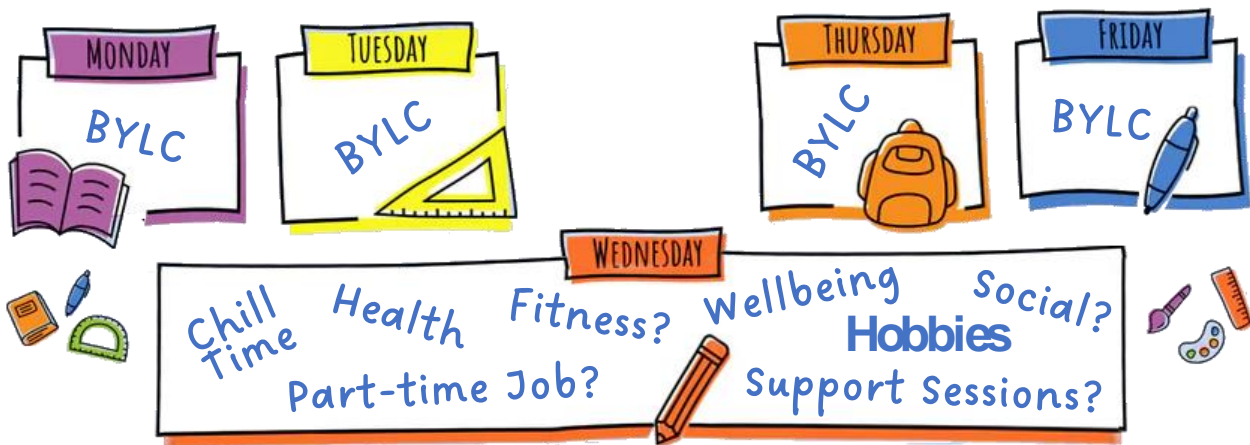 MONDAY
TUESDAY
THURSDAY
FRIDAY
BYLC
BYLC
BYLC
BYLC
WEDNESDAY
Chill
Time
Health
Fitness?
Wellbeing
Social?
Hobbies
Part-time Job?
Support Sessions?